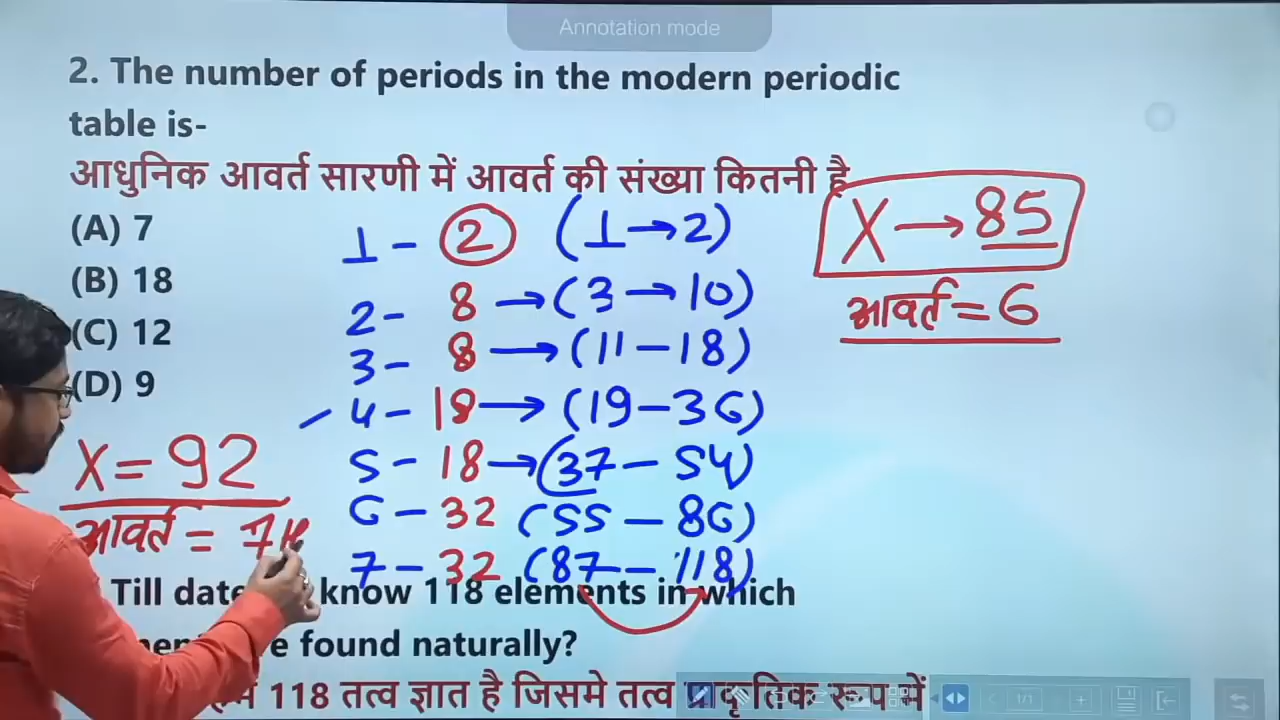 Annotation mode
2. The number of periods in the modern periodic
table is-
आधुनिक आवर्त सारणी में आवर्त की संख्या कितनी है
(A) 7
(B) 18
(C) 12
(D) 9
1 - 2 (1→2)
2 - 8 →(3→10)
3 - 8 →(11-18)
4 - 18→ (19-36)
5 - 18→(37-54)
6 - 32 (55-86)
7 - 32 (87-118)
X→85
आवर्त = 6
X = 92
आवर्त = 7
Till date know 118 elements in which
e found naturally?
118 तत्व ज्ञात है जिसमे तत्व प्राकृतिक रूप में
1/1